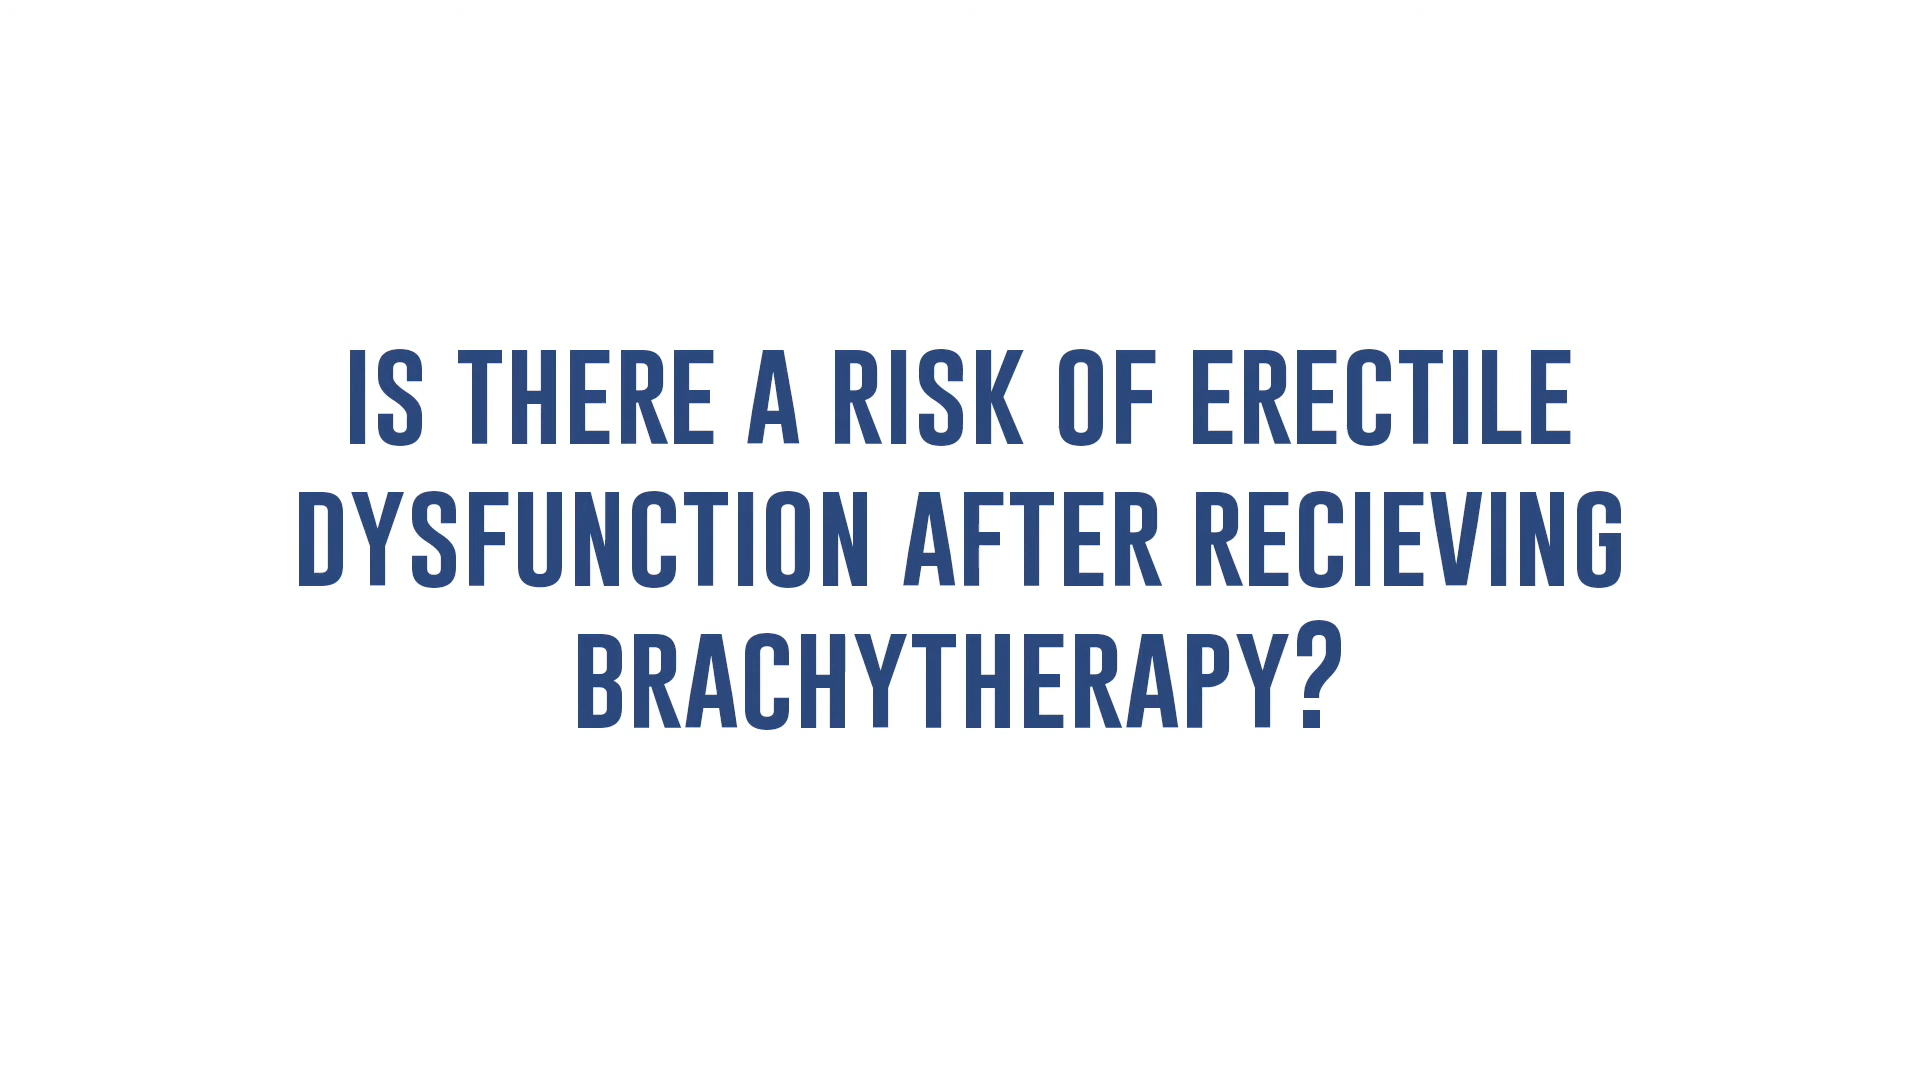 IS THERE A RISK OF ERECTILE
DYSFUNCTION AFTER RECIEVING
BRACHYTHERAPY?